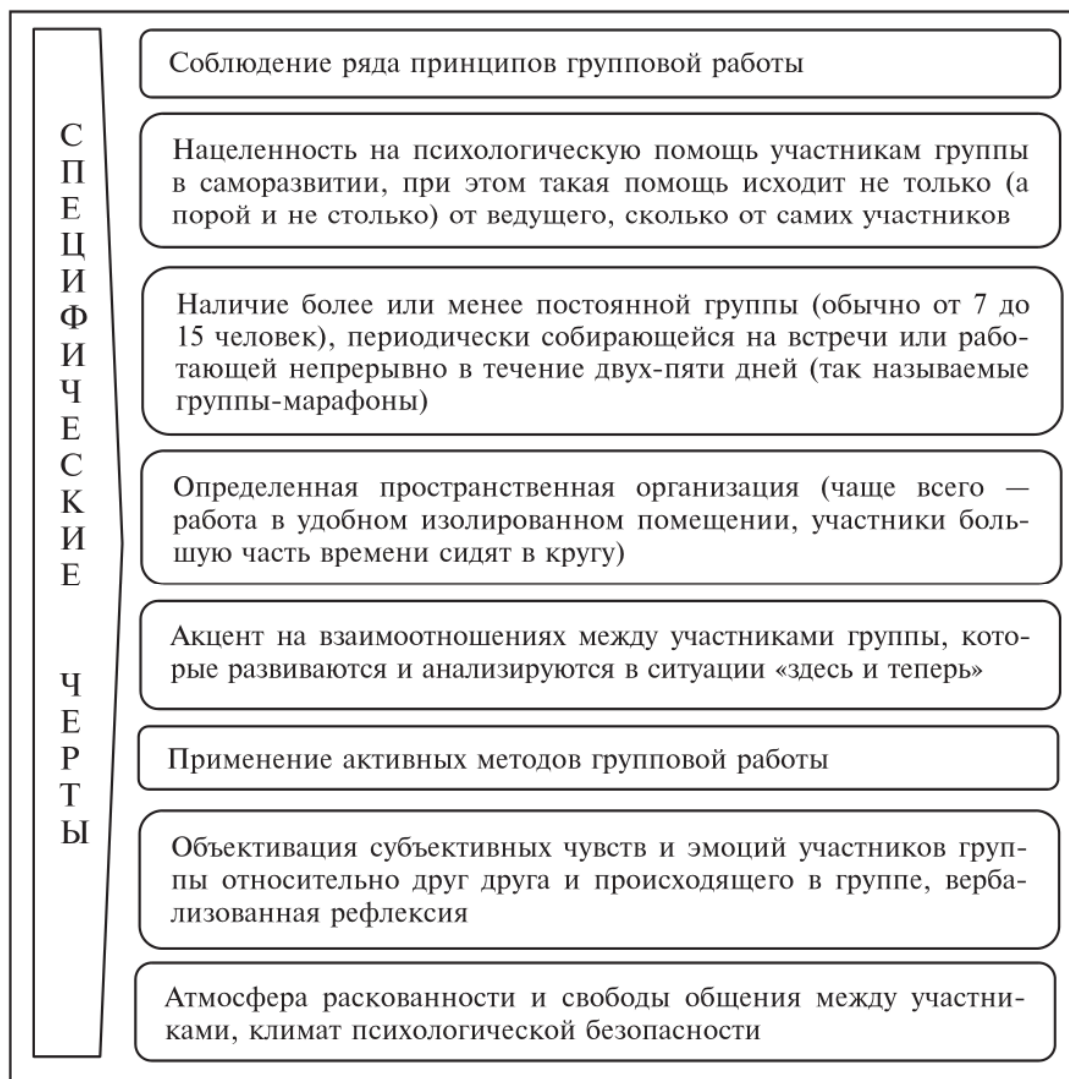 СПЕЦИФИЧЕСКИЕ ЧЕРТЫ
Соблюдение ряда принципов групповой работы
Нацеленность на психологическую помощь участникам группы
в саморазвитии, при этом такая помощь исходит не только (а
порой и не столько) от ведущего, сколько от самих участников
Наличие более или менее постоянной группы (обычно от 7 до
15 человек), периодически собирающейся на встречи или рабо-
тающей непрерывно в течение двух-пяти дней (так называемые
группы-марафоны)
Определенная пространственная организация (чаще всего —
работа в удобном изолированном помещении, участники боль-
шую часть времени сидят в кругу)
Акцент на взаимоотношениях между участниками группы, кото-
рые развиваются и анализируются в ситуации «здесь и теперь»
Применение активных методов групповой работы
Объективация субъективных чувств и эмоций участников груп-
пы относительно друг друга и происходящего в группе, верба-
лизованная рефлексия
Атмосфера раскованности и свободы общения между участни-
ками, климат психологической безопасности